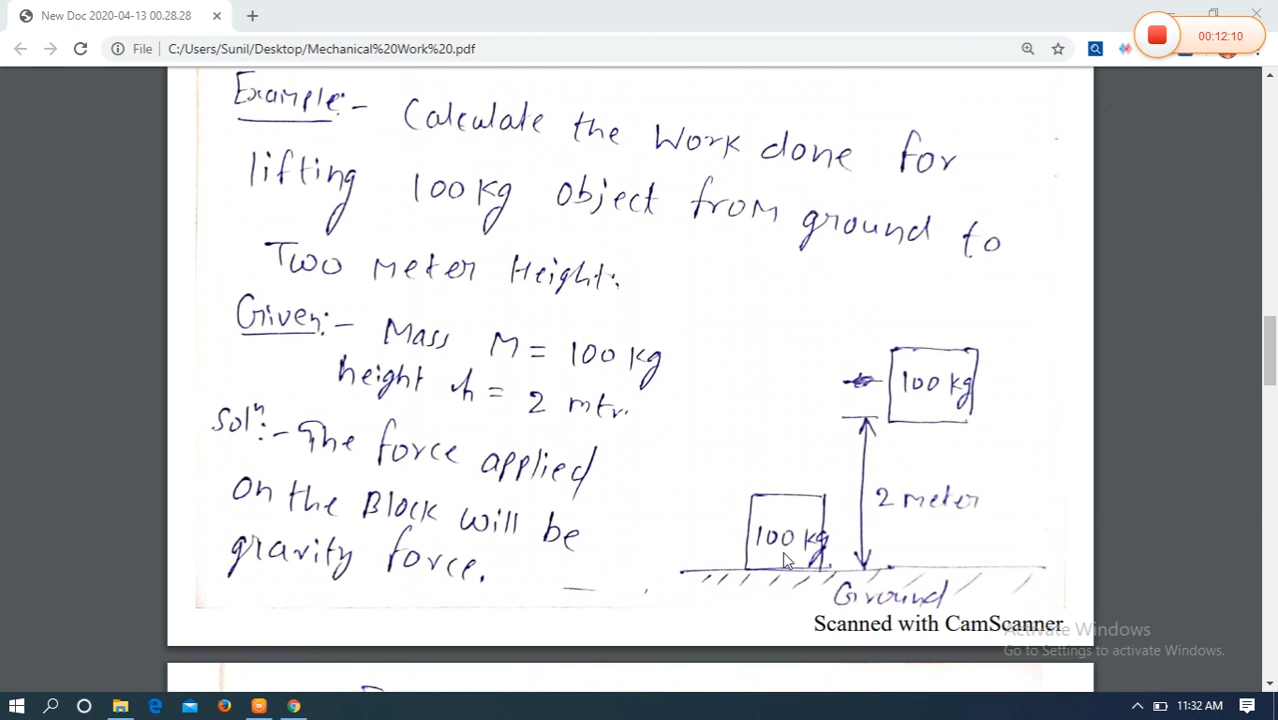 New Doc 2020-04-13 00.28.28
00:12:10
File C:/Users/Sunil/Desktop/Mechanical%20Work%20.pdf
Example:- Calculate the Work done for
lifting 100 kg object from ground to
Two meter Height.
Given:- Mass M = 100 kg
height h = 2 mtr.
Solⁿ:- The force applied
on the Block will be
gravity force.
100 kg
2 meter
100 kg
Ground
Scanned with CamScanner
Activate Windows
Go to Settings to activate Windows.
11:32 AM